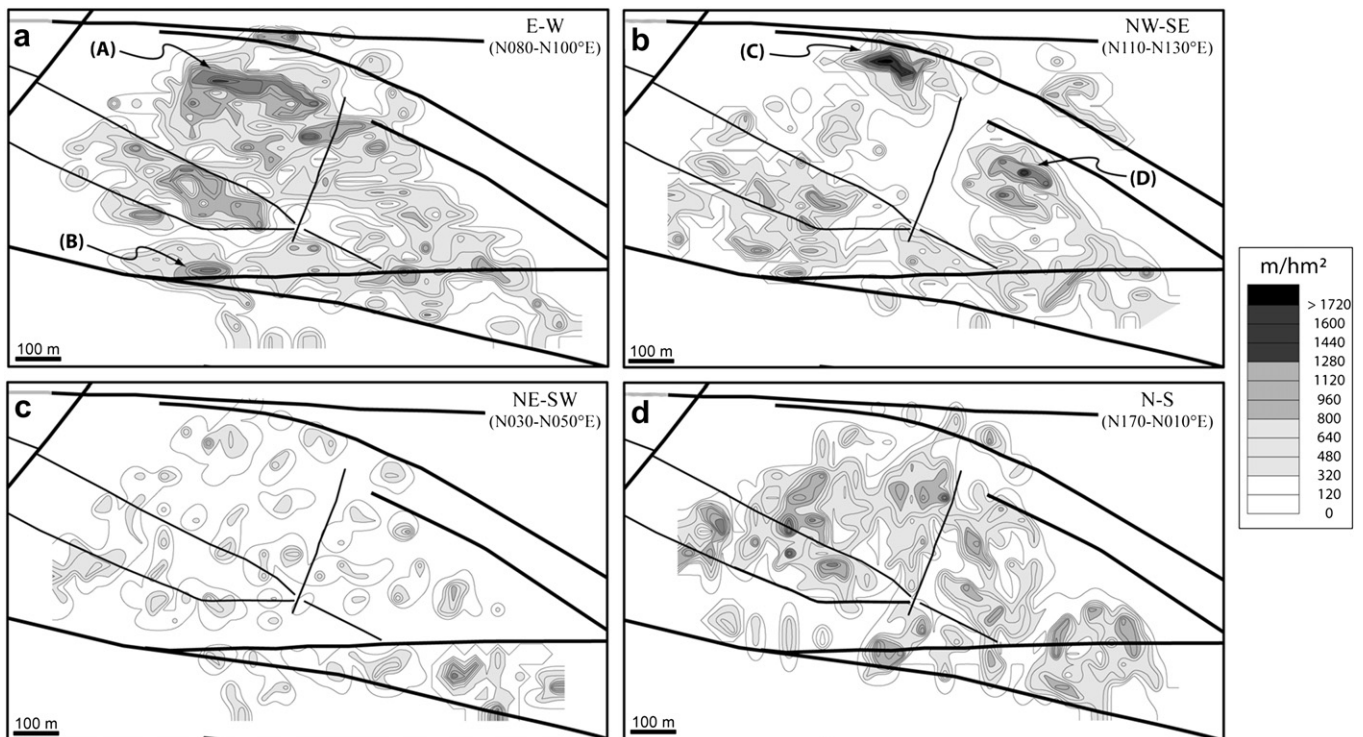 a
E-W
(N080-N100°E)
(A)
(B)
100 m
b
NW-SE
(N110-N130°E)
(C)
(D)
100 m
c
NE-SW
(N030-N050°E)
100 m
d
N-S
(N170-N010°E)
100 m
m/hm²
> 1720
1600
1440
1280
1120
960
800
640
480
320
120
0